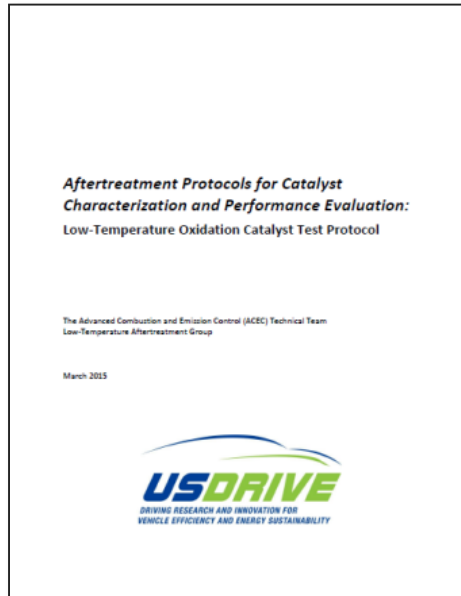 Aftertreatment Protocols for Catalyst
Characterization and Performance Evaluation:
Low-Temperature Oxidation Catalyst Test Protocol
The Advanced Combustion and Emission Control (ACEC) Technical Team
Low-Temperature Aftertreatment Group
March 2015
USDRIVE
DRIVING RESEARCH AND INNOVATION FOR
VEHICLE EFFICIENCY AND ENERGY SUSTAINABILITY